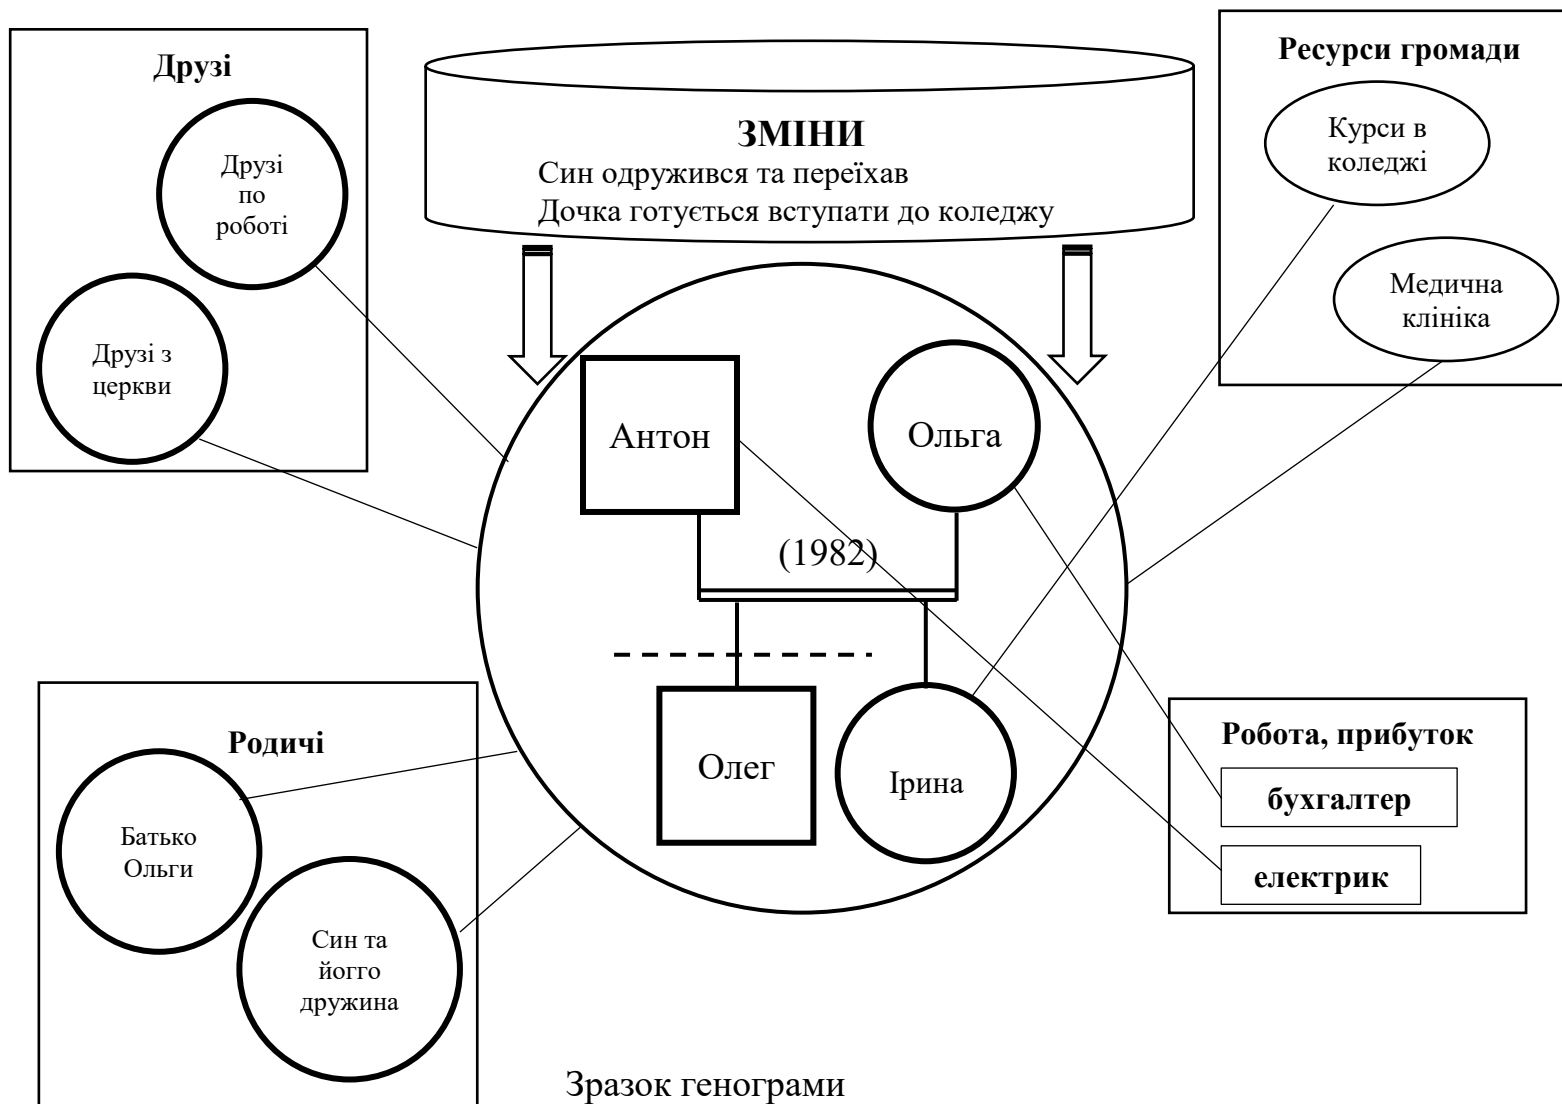 Друзі
Друзі
по
роботі
Друзі з
церкви
ЗМІНИ
Син одружився та переїхав
Дочка готується вступати до коледжу
Ресурси громади
Курси в
коледжі
Медична
клініка
Антон
Ольга
(1982)
Олег
Ірина
Родичі
Батько
Ольги
Син та
йогго
дружина
Робота, прибуток
бухгалтер
електрик
Зразок генограми